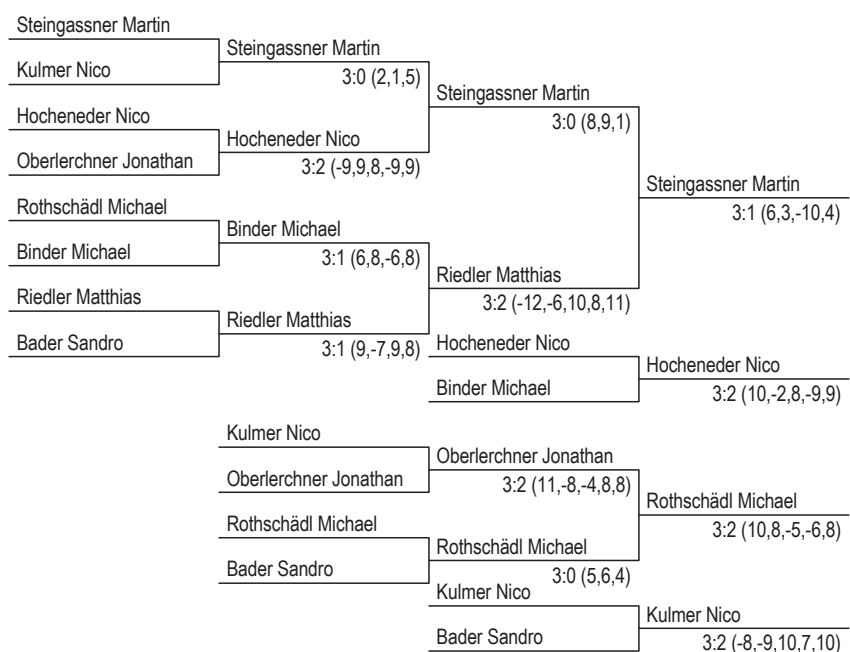 Steingassner Martin
Steingassner Martin
Kulmer Nico
3:0 (2,1,5)
Steingassner Martin
Hocheneder Nico
3:0 (8,9,1)
Hocheneder Nico
Oberlerchner Jonathan
3:2 (-9,9,8,-9,9)
Steingassner Martin
Rothschädl Michael
3:1 (6,3,-10,4)
Binder Michael
Binder Michael
3:1 (6,8,-6,8)
Riedler Matthias
Riedler Matthias
3:2 (-12,-6,10,8,11)
Riedler Matthias
Bader Sandro
3:1 (9,-7,9,8)
Hocheneder Nico
Hocheneder Nico
Binder Michael
3:2 (10,-2,8,-9,9)
Kulmer Nico
Oberlerchner Jonathan
Oberlerchner Jonathan
3:2 (11,-8,-4,8,8)
Rothschädl Michael
Rothschädl Michael
3:2 (10,8,-5,-6,8)
Rothschädl Michael
Bader Sandro
3:0 (5,6,4)
Kulmer Nico
Kulmer Nico
Bader Sandro
3:2 (-8,-9,10,7,10)